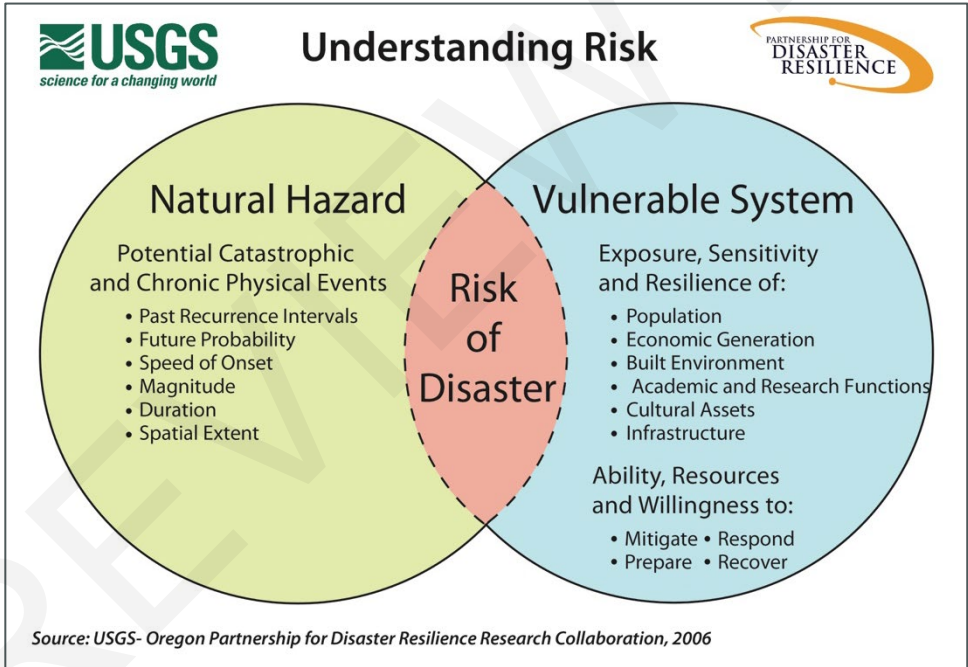 USGS
science for a changing world
Understanding Risk
PARTNERSHIP FOR
DISASTER
RESILIENCE
Natural Hazard
Potential Catastrophic
and Chronic Physical Events
• Past Recurrence Intervals
• Future Probability
• Speed of Onset
• Magnitude
• Duration
• Spatial Extent
Risk
of
Disaster
Vulnerable System
Exposure, Sensitivity
and Resilience of:
• Population
• Economic Generation
• Built Environment
• Academic and Research Functions
• Cultural Assets
• Infrastructure
Ability, Resources
and Willingness to:
• Mitigate • Respond
• Prepare • Recover
Source: USGS- Oregon Partnership for Disaster Resilience Research Collaboration, 2006
REVIEW